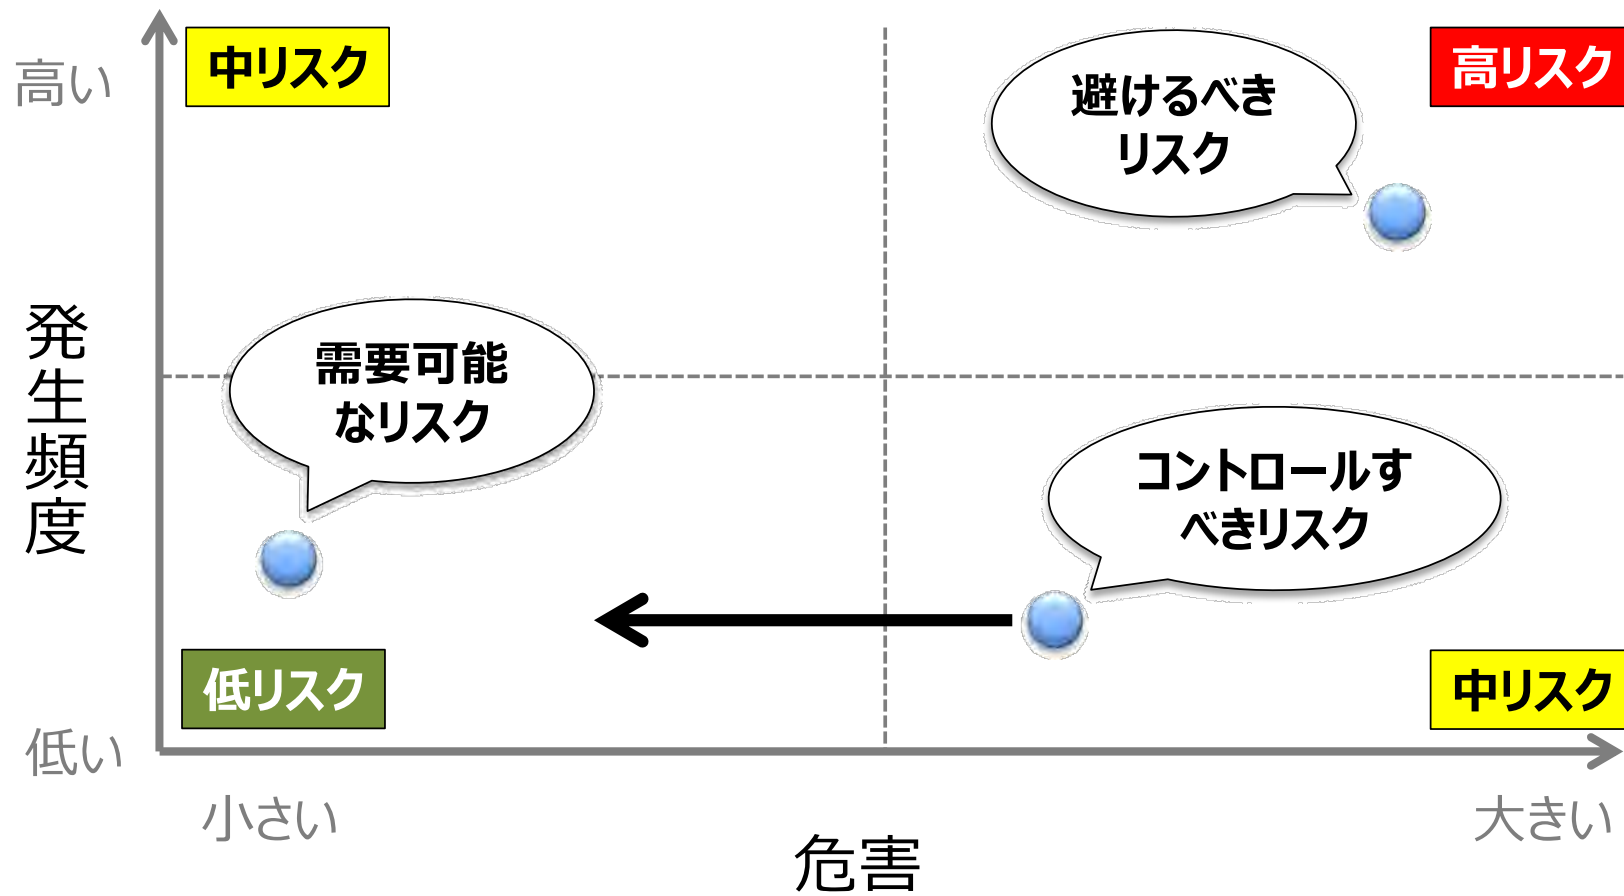 中リスク
高リスク
高い
避けるべき
リスク
発生頻度
需要可能
なリスク
コントロールす
べきリスク
低リスク
中リスク
低い
小さい
大きい
危害